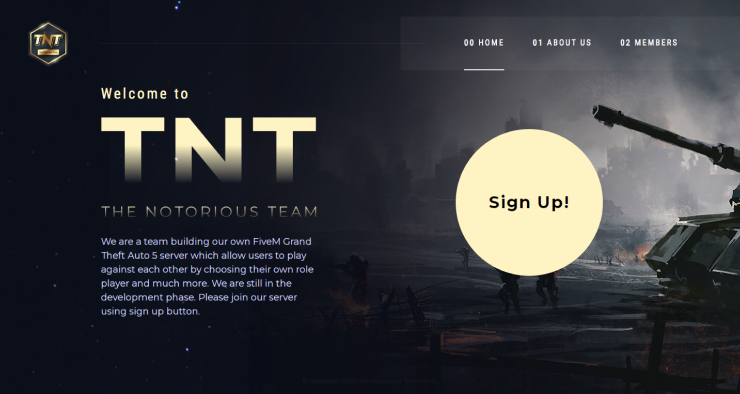 TNT
00 HOME
01 ABOUT US
02 MEMBERS
Welcome to
TNT
THE NOTORIOUS TEAM
We are a team building our own FiveM Grand
Theft Auto 5 server which allow users to play
against each other by choosing their own role
player and much more. We are still in the
development phase. Please join our server
using sign up button.
Sign Up!